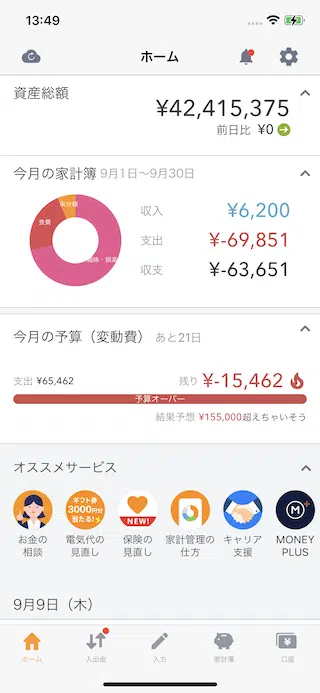 13:49
ホーム
資産総額
¥42,415,375
前日比 ¥0
今月の家計簿 9月1日〜9月30日
未分類
食費
趣味・娯楽
収入 ¥6,200
支出 ¥-69,851
収支 ¥-63,651
今月の予算（変動費） あと21日
支出 ¥65,462 残り ¥-15,462
予算オーバー
結果予想 ¥155,000超えちゃいそう
オススメサービス
ギフト券
3000円分
当たる!
NEW!
M
お金の
相談
電気代の
見直し
保険の
見直し
家計管理の
仕方
キャリア
支援
MONEY
PLUS
9月9日（木）
ホーム 入出金 入力 家計簿 口座